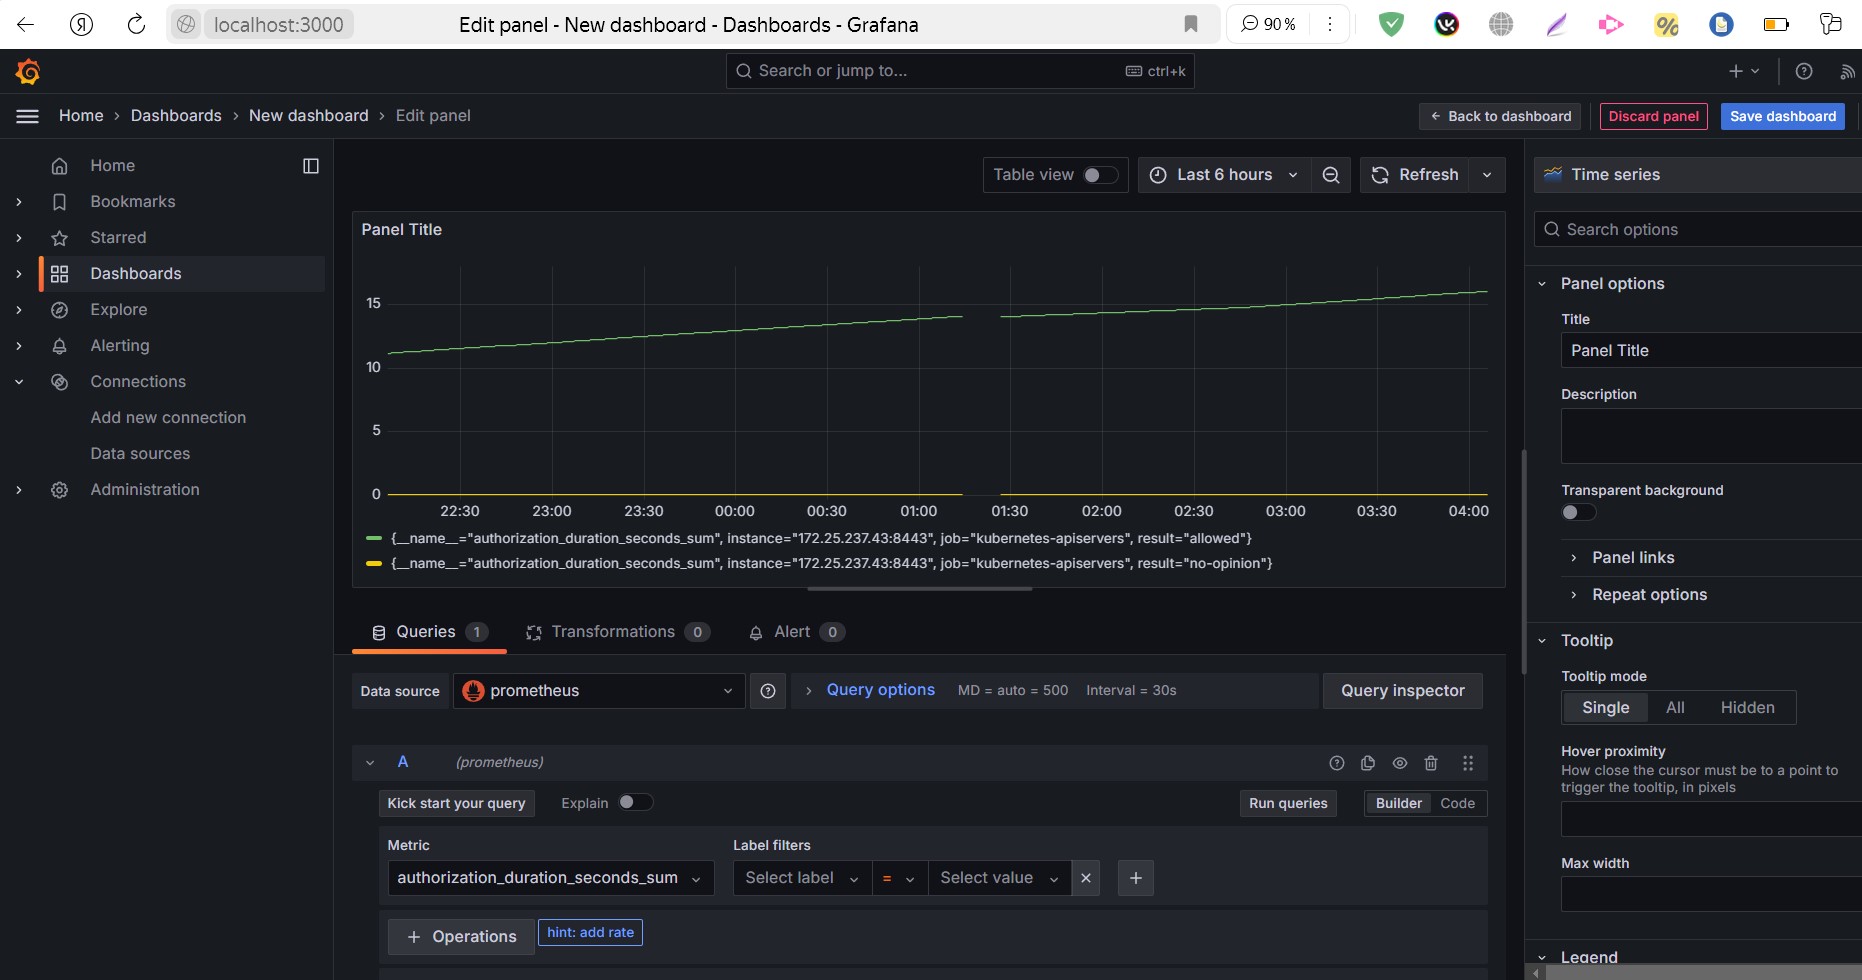 localhost:3000
Edit panel - New dashboard - Dashboards - Grafana
90 %
Search or jump to...
ctrl+k
Home › Dashboards › New dashboard › Edit panel
Back to dashboard
Discard panel
Save dashboard
Home
Bookmarks
Starred
Dashboards
Explore
Alerting
Connections
Add new connection
Data sources
Administration
Table view
Last 6 hours
Refresh
Panel Title
15
10
5
0
22:30 23:00 23:30 00:00 00:30 01:00 01:30 02:00 02:30 03:00 03:30 04:00
{__name__="authorization_duration_seconds_sum", instance="172.25.237.43:8443", job="kubernetes-apiservers", result="allowed"}
{__name__="authorization_duration_seconds_sum", instance="172.25.237.43:8443", job="kubernetes-apiservers", result="no-opinion"}
Queries 1
Transformations 0
Alert 0
Data source
prometheus
Query options
MD = auto = 500
Interval = 30s
Query inspector
A
(prometheus)
Kick start your query
Explain
Run queries
Builder
Code
Metric
Label filters
authorization_duration_seconds_sum
Select label
=
Select value
+ Operations
hint: add rate
Time series
Search options
Panel options
Title
Panel Title
Description
Transparent background
Panel links
Repeat options
Tooltip
Tooltip mode
Single
All
Hidden
Hover proximity
How close the cursor must be to a point to
trigger the tooltip, in pixels
Max width
Legend